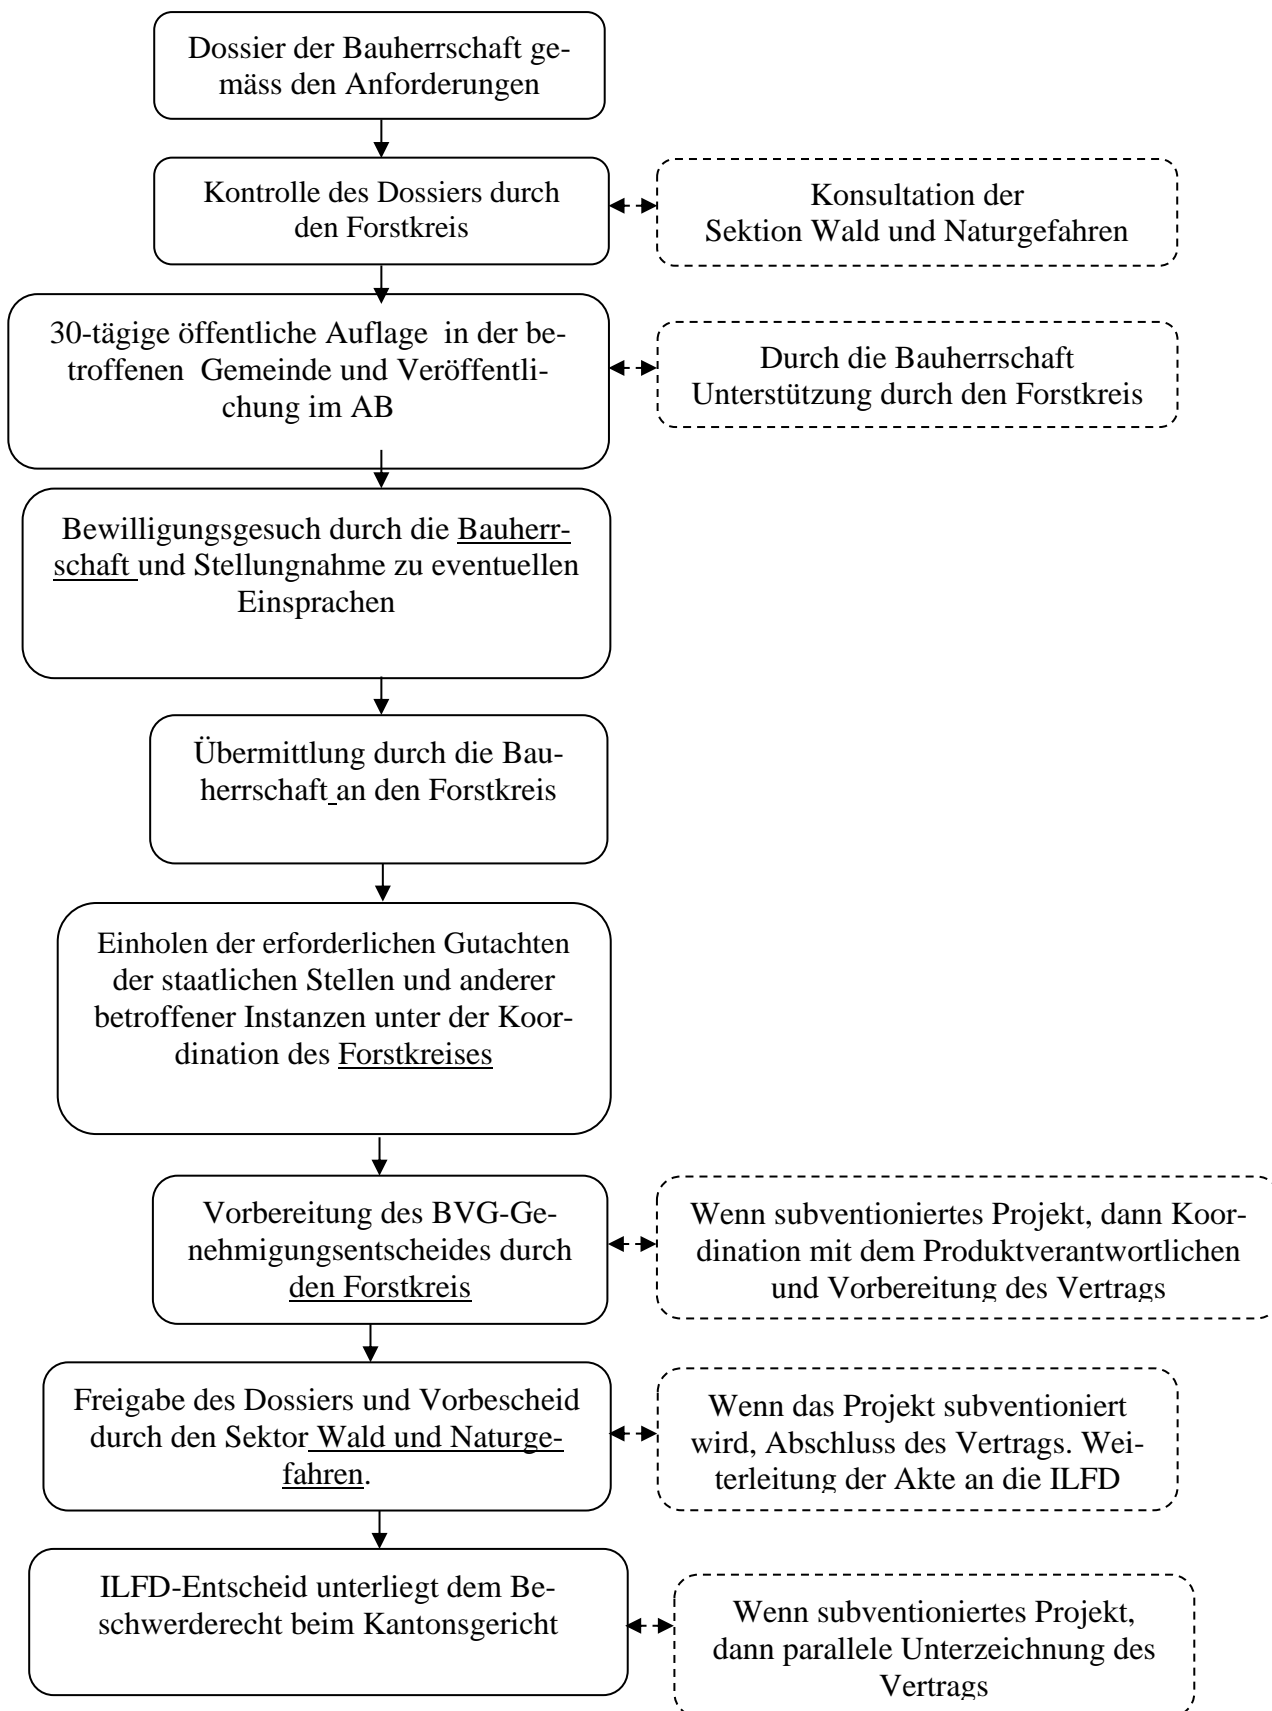 Dossier der Bauherrschaft ge-
mäss den Anforderungen
Kontrolle des Dossiers durch
den Forstkreis
Konsultation der
Sektion Wald und Naturgefahren
30-tägige öffentliche Auflage in der be-
troffenen Gemeinde und Veröffentli-
chung im AB
Durch die Bauherrschaft
Unterstützung durch den Forstkreis
Bewilligungsgesuch durch die Bauherr-
schaft und Stellungnahme zu eventuellen
Einsprachen
Übermittlung durch die Bau-
herrschaft an den Forstkreis
Einholen der erforderlichen Gutachten
der staatlichen Stellen und anderer
betroffener Instanzen unter der Koor-
dination des Forstkreises
Vorbereitung des BVG-Ge-
nehmigungsentscheides durch
den Forstkreis
Wenn subventioniertes Projekt, dann Koor-
dination mit dem Produktverantwortlichen
und Vorbereitung des Vertrags
Freigabe des Dossiers und Vorbescheid
durch den Sektor Wald und Naturge-
fahren.
Wenn das Projekt subventioniert
wird, Abschluss des Vertrags. Wei-
terleitung der Akte an die ILFD
ILFD-Entscheid unterliegt dem Be-
schwerderecht beim Kantonsgericht
Wenn subventioniertes Projekt,
dann parallele Unterzeichnung des
Vertrags